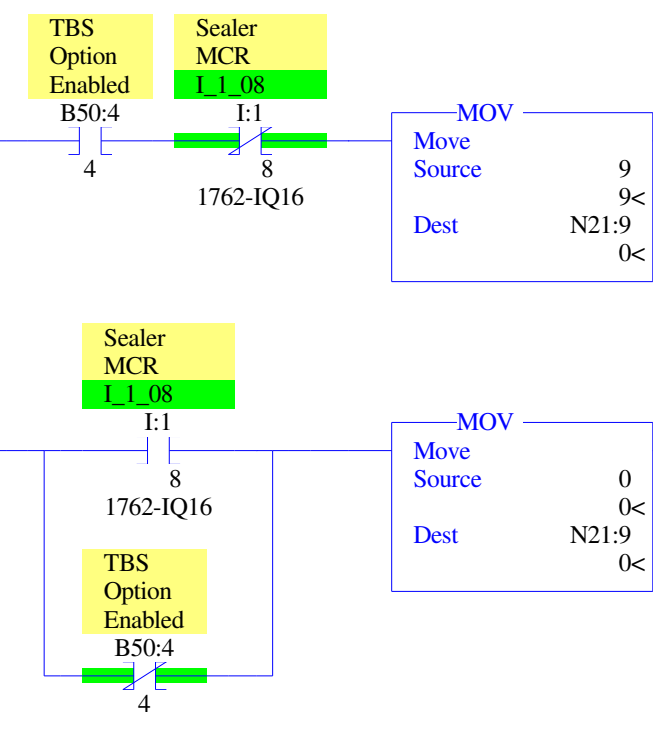 TBS
Option
Enabled
B50:4
4
Sealer
MCR
I_1_08
I:1
8
1762-IQ16
MOV
Move
Source 9
9<
Dest N21:9
0<
Sealer
MCR
I_1_08
I:1
8
1762-IQ16
TBS
Option
Enabled
B50:4
4
MOV
Move
Source 0
0<
Dest N21:9
0<